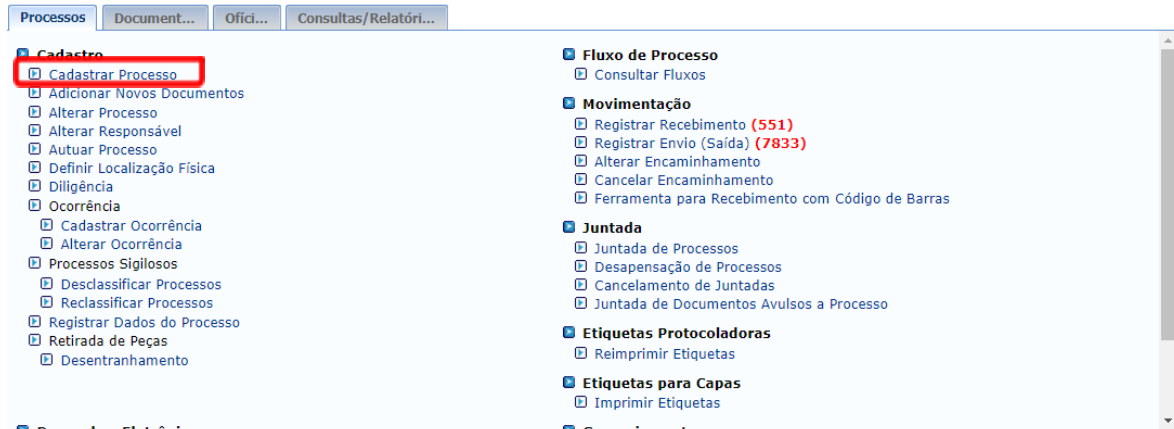 Processos
Document...
Ofíci...
Consultas/Relatóri...
Cadastro
Cadastrar Processo
Adicionar Novos Documentos
Alterar Processo
Alterar Responsável
Autuar Processo
Definir Localização Física
Diligência
Ocorrência
Cadastrar Ocorrência
Alterar Ocorrência
Processos Sigilosos
Desclassificar Processos
Reclassificar Processos
Registrar Dados do Processo
Retirada de Peças
Desentranhamento
Fluxo de Processo
Consultar Fluxos
Movimentação
Registrar Recebimento (551)
Registrar Envio (Saída) (7833)
Alterar Encaminhamento
Cancelar Encaminhamento
Ferramenta para Recebimento com Código de Barras
Juntada
Juntada de Processos
Desapensação de Processos
Cancelamento de Juntadas
Juntada de Documentos Avulsos a Processo
Etiquetas Protocoladoras
Reimprimir Etiquetas
Etiquetas para Capas
Imprimir Etiquetas